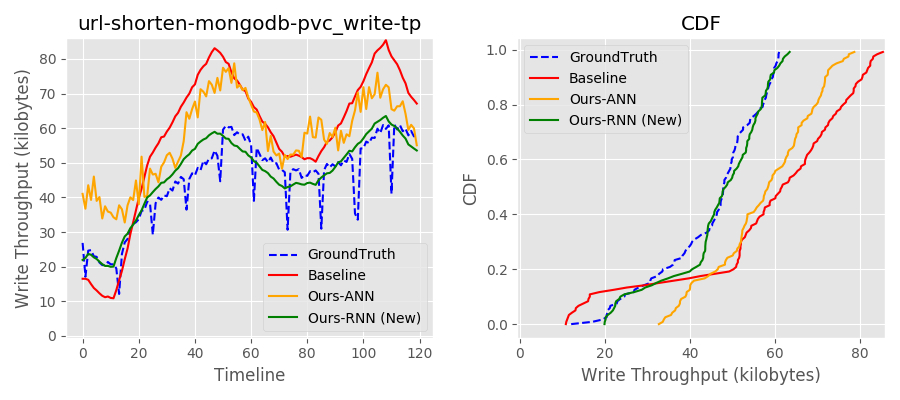 url-shorten-mongodb-pvc_write-tp
Write Throughput (kilobytes)
80
70
60
50
40
30
20
10
0
0
20
40
60
80
100
120
Timeline
GroundTruth
Baseline
Ours-ANN
Ours-RNN (New)
CDF
CDF
1.0
0.8
0.6
0.4
0.2
0.0
0
20
40
60
80
Write Throughput (kilobytes)
GroundTruth
Baseline
Ours-ANN
Ours-RNN (New)